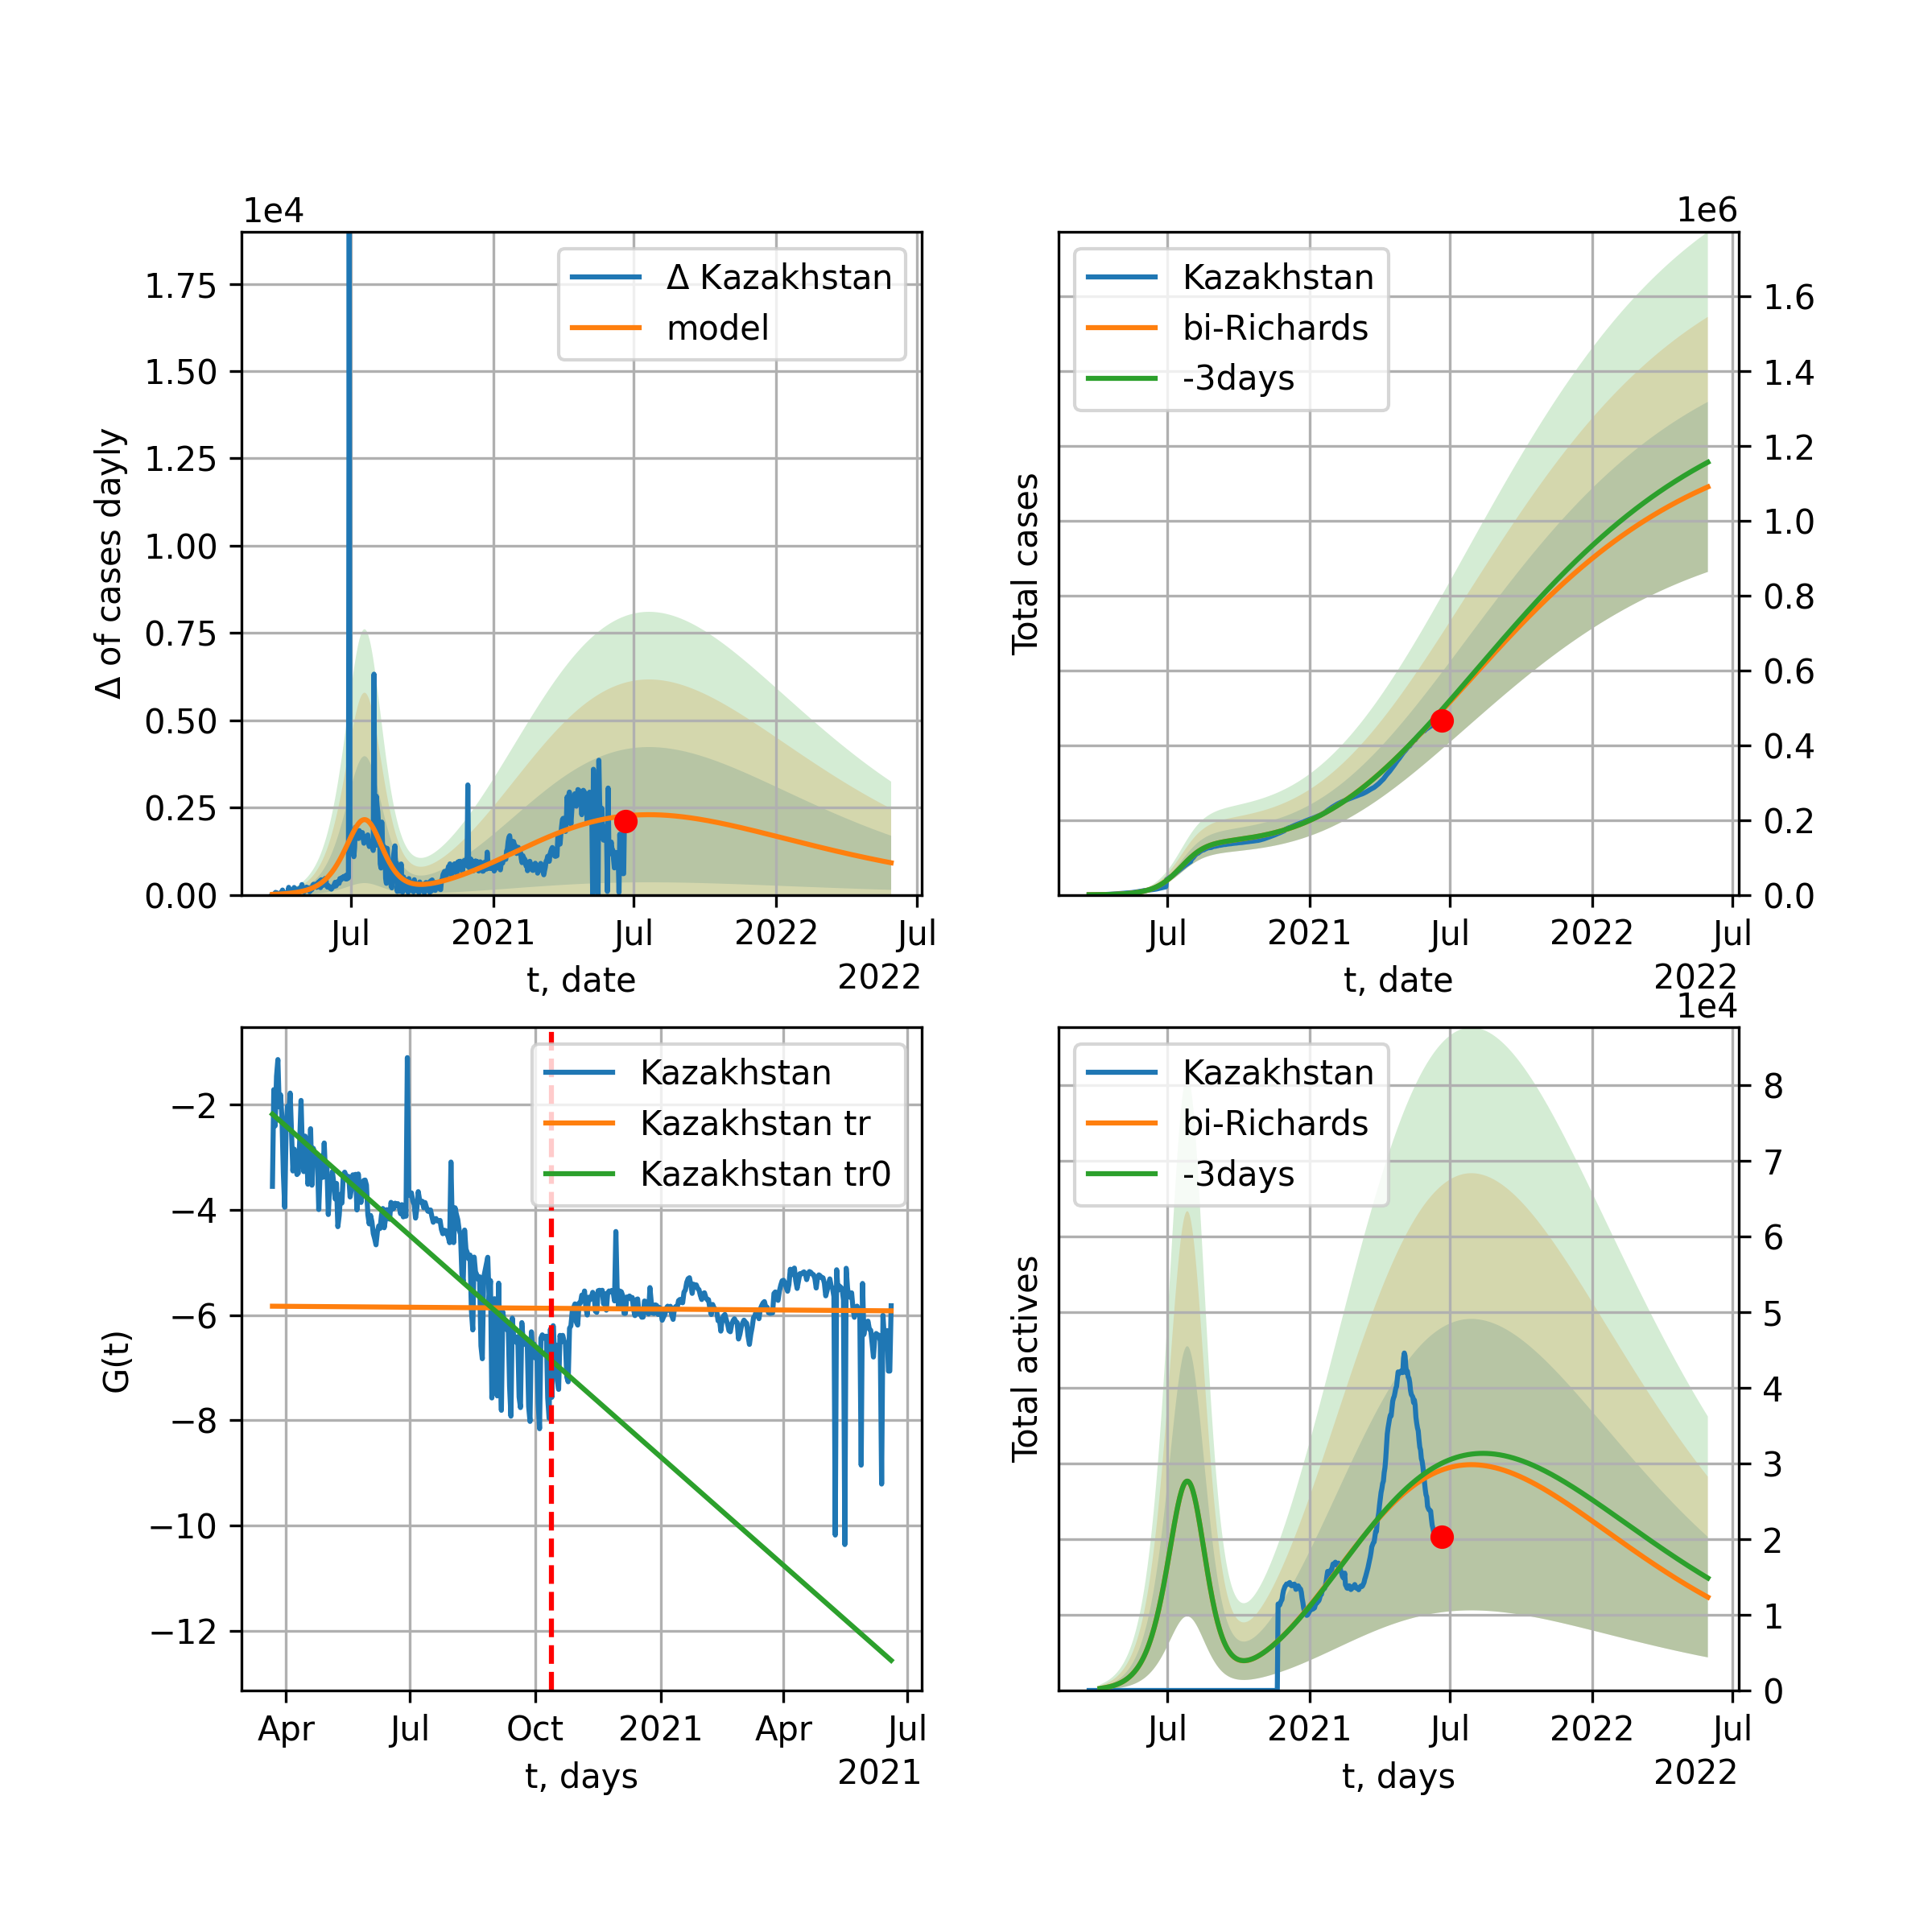 1e4
1.75
1.50
1.25
1.00
0.75
0.50
0.25
0.00
Δ of cases dayly
Δ Kazakhstan
model
Jul
2021
Jul
2022
Jul
2022
t, date
1e6
1.6
1.4
1.2
1.0
0.8
0.6
0.4
0.2
0.0
Total cases
Kazakhstan
bi-Richards
-3days
Jul
2021
Jul
2022
Jul
2022
t, date
−2
−4
−6
−8
−10
−12
G(t)
Kazakhstan
Kazakhstan tr
Kazakhstan tr0
Apr
Jul
Oct
2021
Apr
Jul
2021
t, days
1e4
8
7
6
5
4
3
2
1
0
Total actives
Kazakhstan
bi-Richards
-3days
Jul
2021
Jul
2022
Jul
2022
t, days